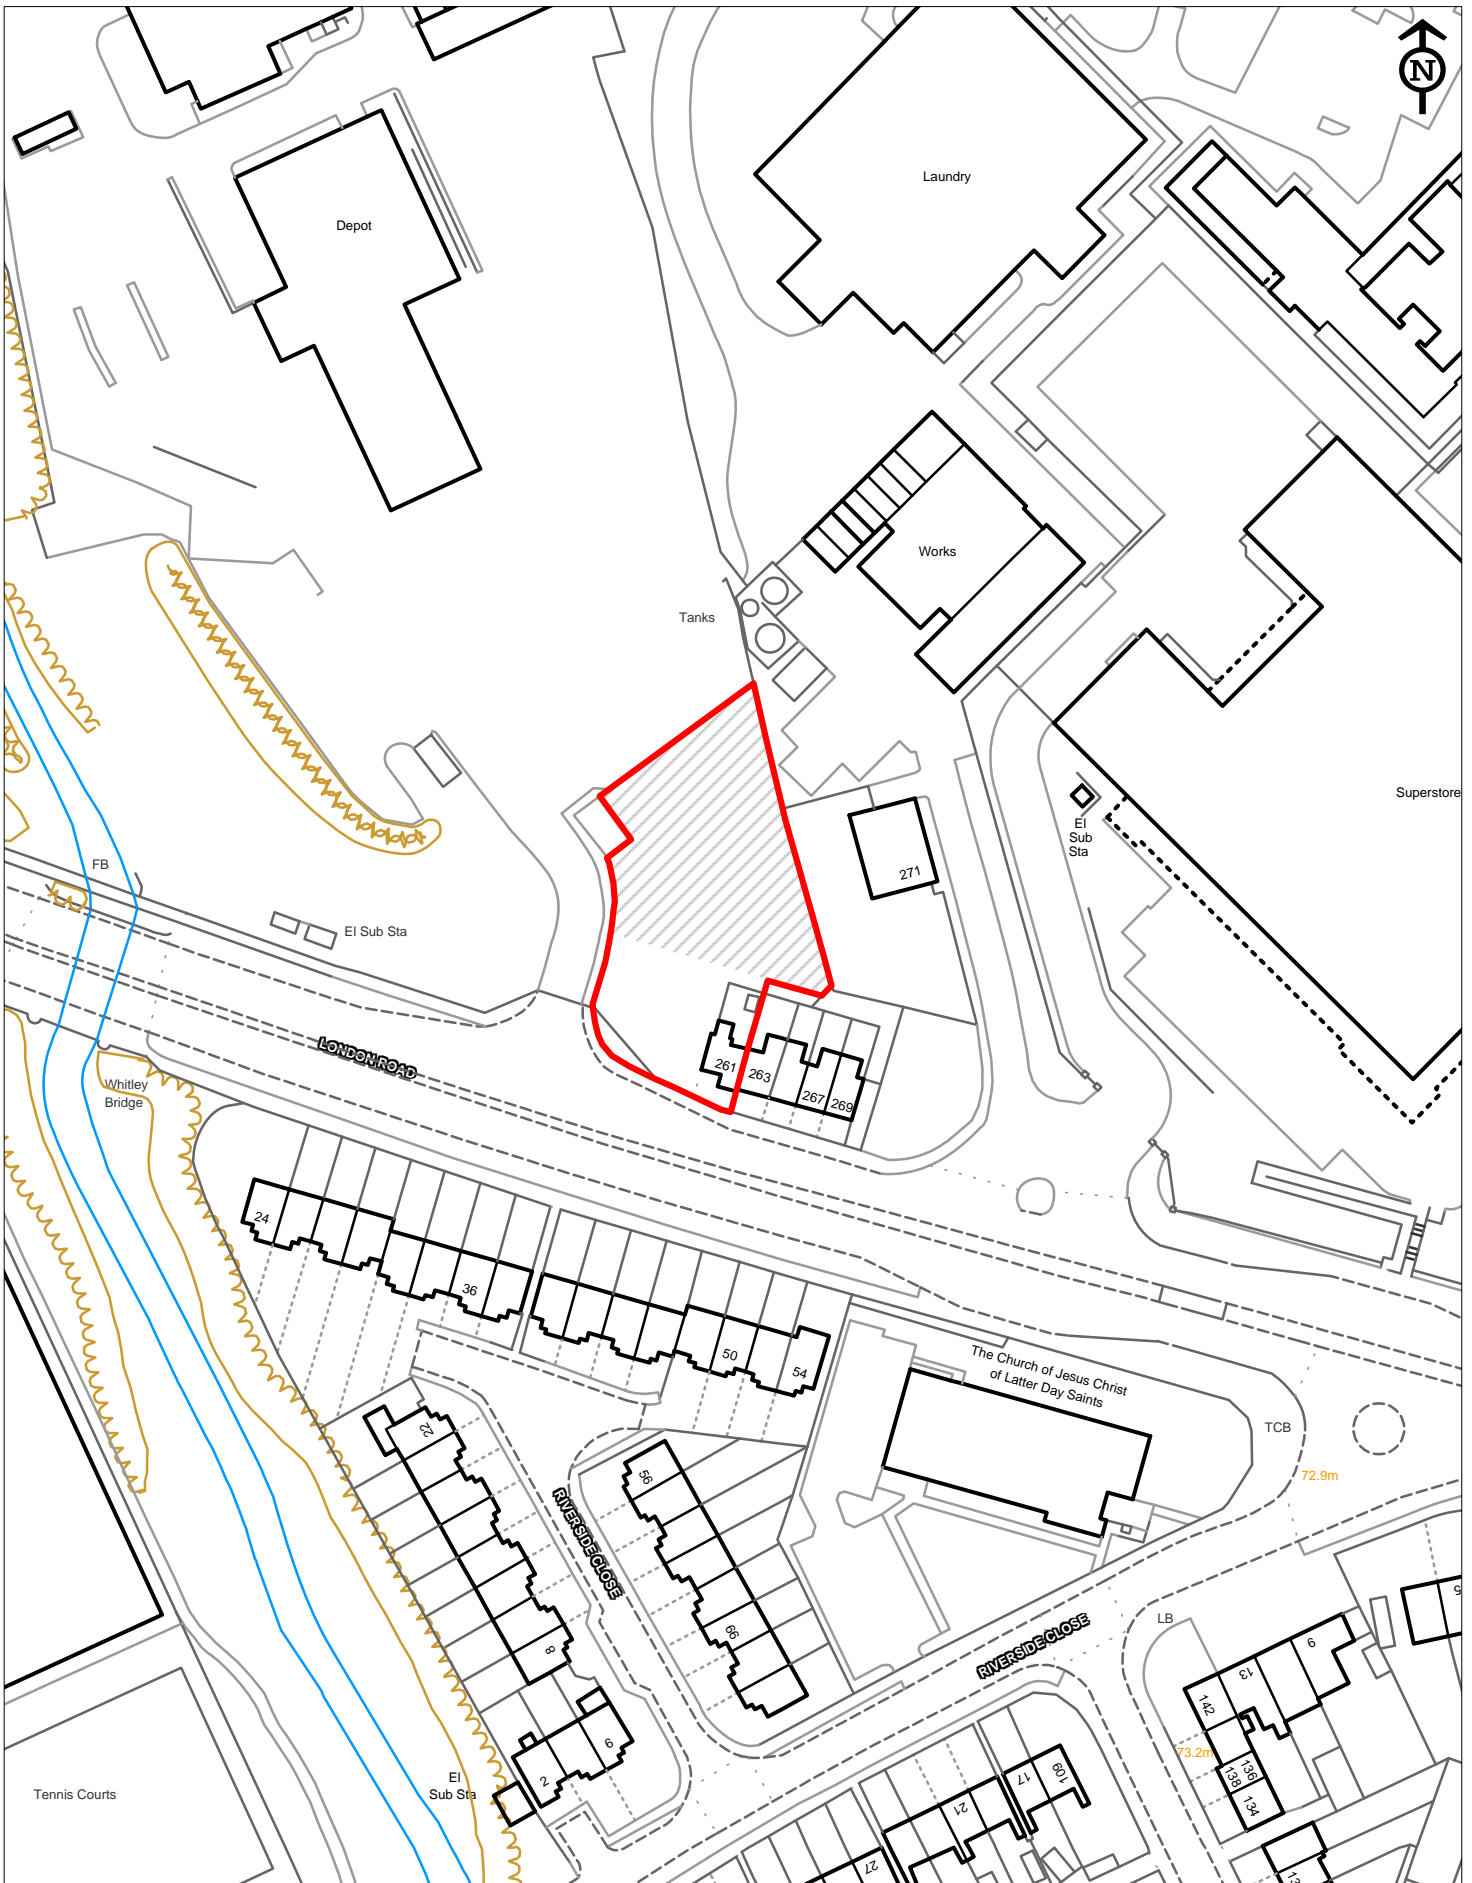 N
Laundry
Depot
Works
Tanks
Superstore
El
Sub
Sta
271
FB
El Sub Sta
LONDON ROAD
261
263
267
269
Whitley
Bridge
24
36
50
54
The Church of Jesus Christ
of Latter Day Saints
TCB
72.9m
22
56
RIVERSIDE CLOSE
66
8
RIVERSIDE CLOSE
LB
9
13
142
73.2m
136
138
134
6
2
El
Sub Sta
Tennis Courts
109
17
21
27